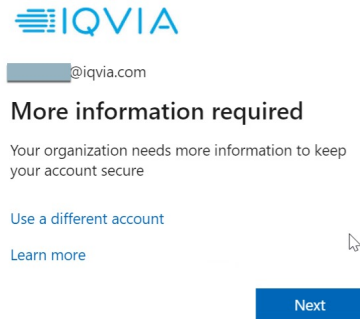 IQVIA
@iqvia.com
More information required
Your organization needs more information to keep
your account secure
Use a different account
Learn more
Next